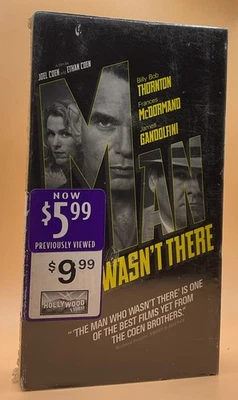 A film by
JOEL COEN and ETHAN COEN
Billy Bob
THORNTON
Frances
McDORMAND
James
GANDOLFINI
MAN
WASN'T THERE
NOW
$5.99
PREVIOUSLY VIEWED
$9.99
HOLLYWOOD
VIDEO
"'THE MAN WHO WASN'T THERE' IS ONE
OF THE BEST FILMS YET FROM
THE COEN BROTHERS."